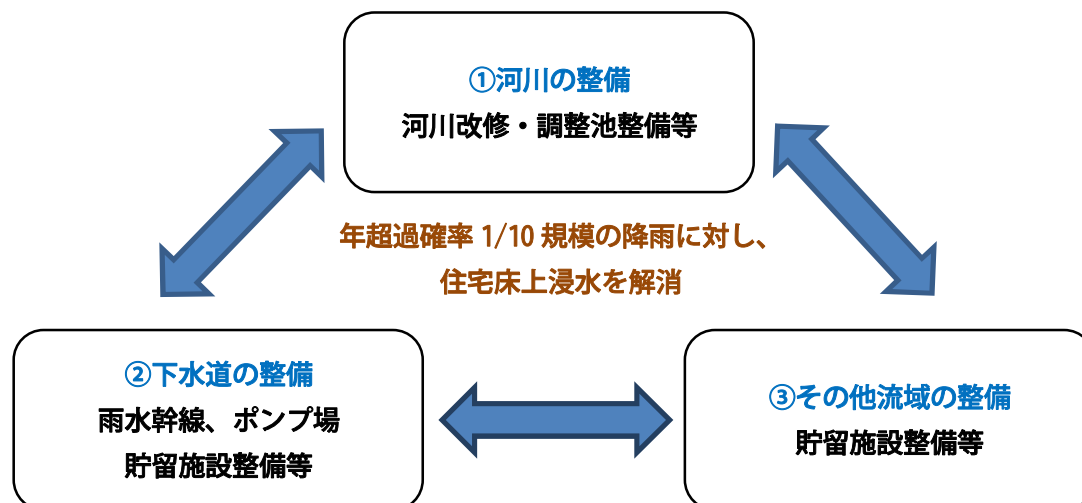 ①河川の整備
河川改修・調整池整備等
年超過確率 1/10 規模の降雨に対し、
住宅床上浸水を解消
②下水道の整備
雨水幹線、ポンプ場
貯留施設整備等
③その他流域の整備
貯留施設整備等